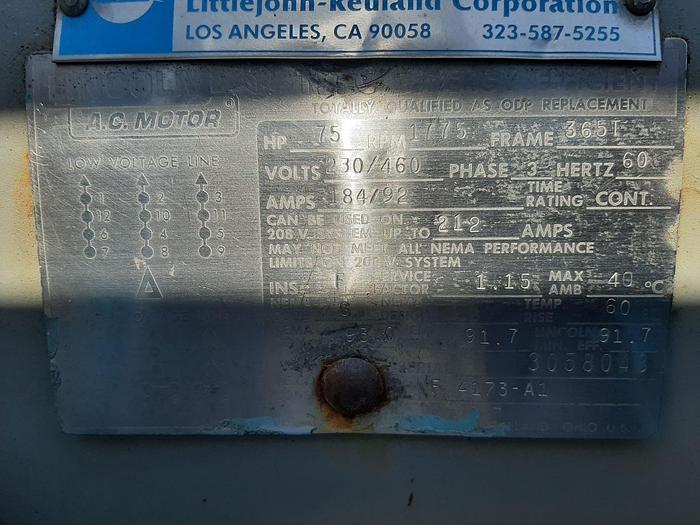 Littlejohn-Reuland Corporation
LOS ANGELES, CA 90058 323-587-5255
TOTALLY QUALIFIED AS ODP REPLACEMENT
A.C. MOTOR ®
HP 75 RPM 1775 FRAME 365T
LOW VOLTAGE LINE
VOLTS 230/460 PHASE 3 HERTZ 60
AMPS 184/92 TIME RATING CONT.
CAN BE USED ON
208 V. SYSTEM UP TO 212 AMPS
MAY NOT MEET ALL NEMA PERFORMANCE
LIMITS ON 200 V. SYSTEM
1 2 3
12 10 11
6 4 5
7 8 9
INS. F SERVICE FACTOR 1.15 MAX AMB 40 °C
TEMP RISE 60 °C
91.7 LINCOLN 91.7
4173-A1